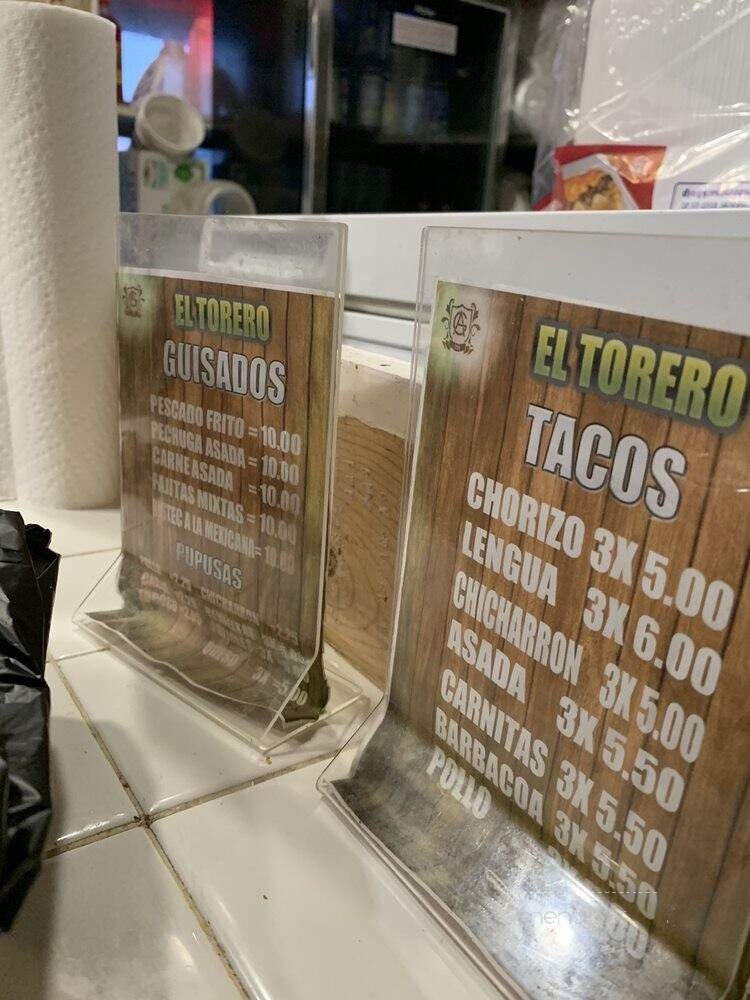 EL TORERO
GUISADOS
PESCADO FRITO = 10.00
PECHUGA ASADA = 10.00
CARNE ASADA = 10.00
FAJITAS MIXTAS = 10.00
A LA MEXICANA= 10.00
PUPUSAS
CHICHARRON
EL TORERO
TACOS
CHORIZO 3X 5.00
LENGUA 3X 6.00
CHICHARRON 3X 5.00
ASADA 3X 5.50
CARNITAS 3X 5.50
BARBACOA 3X 5.50
POLLO